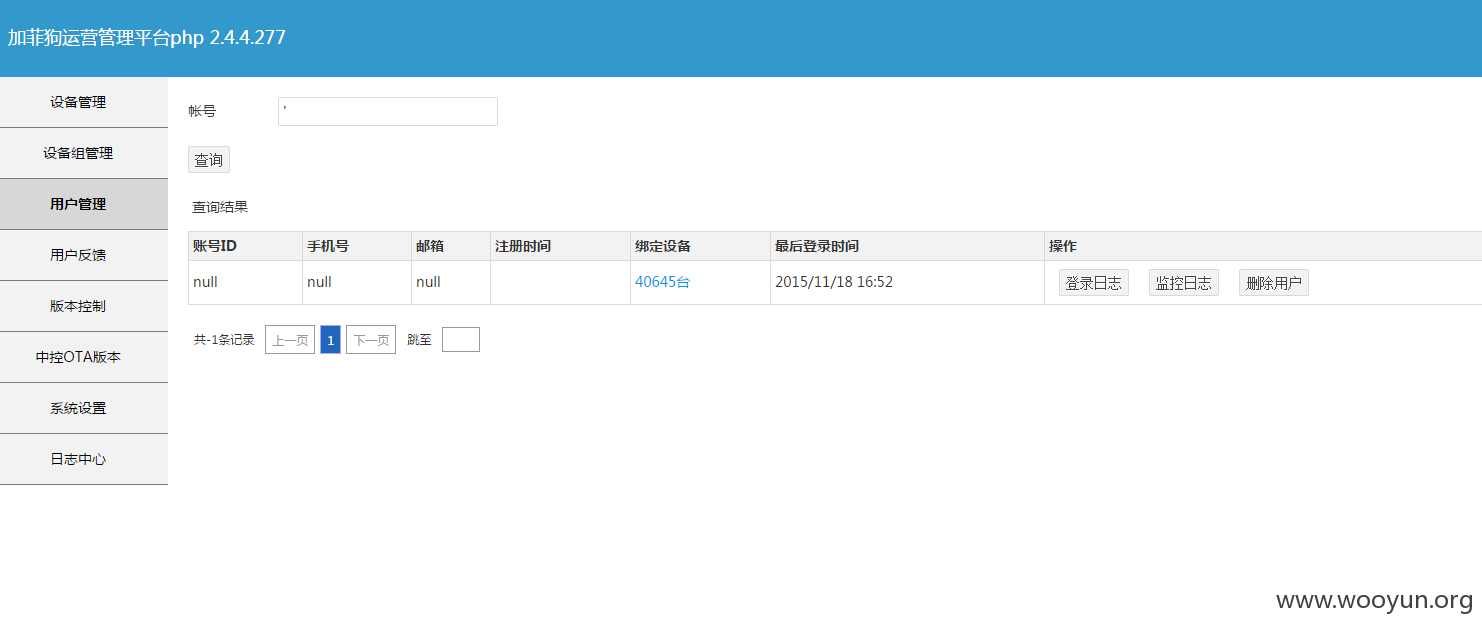 加菲狗运营管理平台php 2.4.4.277
设备管理
设备组管理
用户管理
用户反馈
版本控制
中控OTA版本
系统设置
日志中心
帐号 '
查询
查询结果
账号ID 手机号 邮箱 注册时间 绑定设备 最后登录时间 操作
null null null 40645台 2015/11/18 16:52 登录日志 监控日志 删除用户
共-1条记录 上一页 1 下一页 跳至
www.wooyun.org